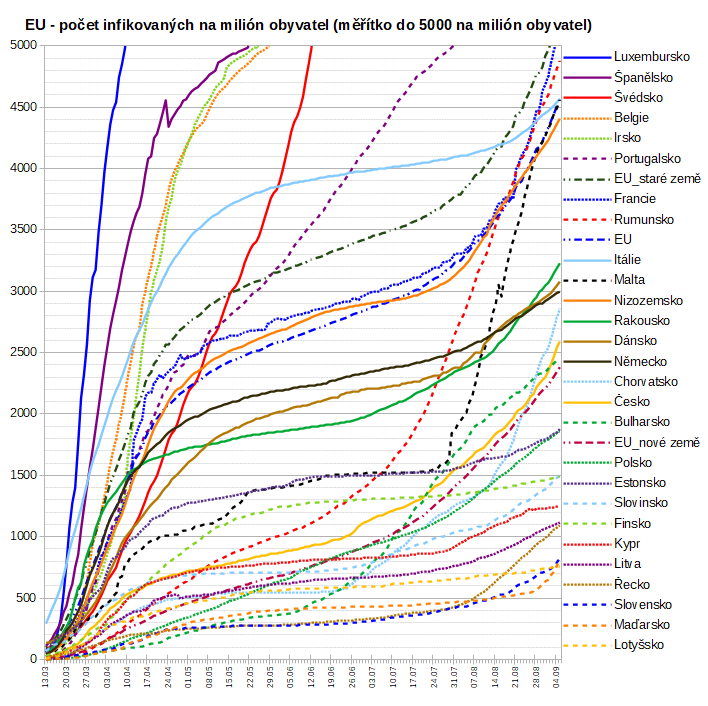 EU - počet infikovaných na milión obyvatel (měřítko do 5000 na milión obyvatel)
5000
4500
4000
3500
3000
2500
2000
1500
1000
500
0
13.03
20.03
27.03
03.04
10.04
17.04
24.04
01.05
08.05
15.05
22.05
29.05
05.06
12.06
19.06
26.06
03.07
10.07
17.07
24.07
31.07
07.08
14.08
21.08
28.08
04.09
Luxembursko
Španělsko
Švédsko
Belgie
Irsko
Portugalsko
EU_staré země
Francie
Rumunsko
EU
Itálie
Malta
Nizozemsko
Rakousko
Dánsko
Německo
Chorvatsko
Česko
Bulharsko
EU_nové země
Polsko
Estonsko
Slovinsko
Finsko
Kypr
Litva
Řecko
Slovensko
Maďarsko
Lotyšsko